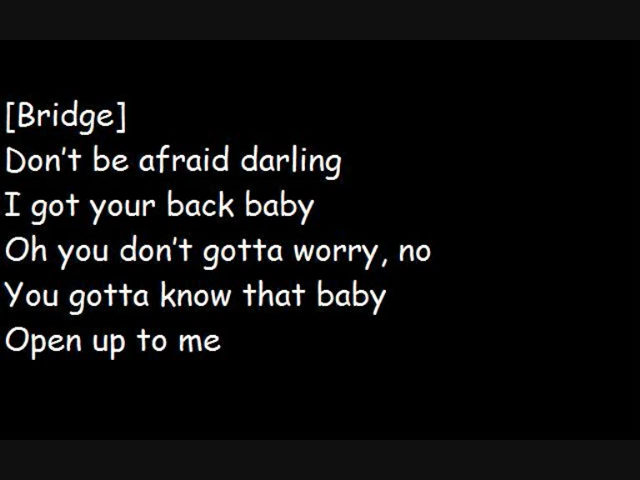 [Bridge]
Don't be afraid darling
I got your back baby
Oh you don't gotta worry, no
You gotta know that baby
Open up to me